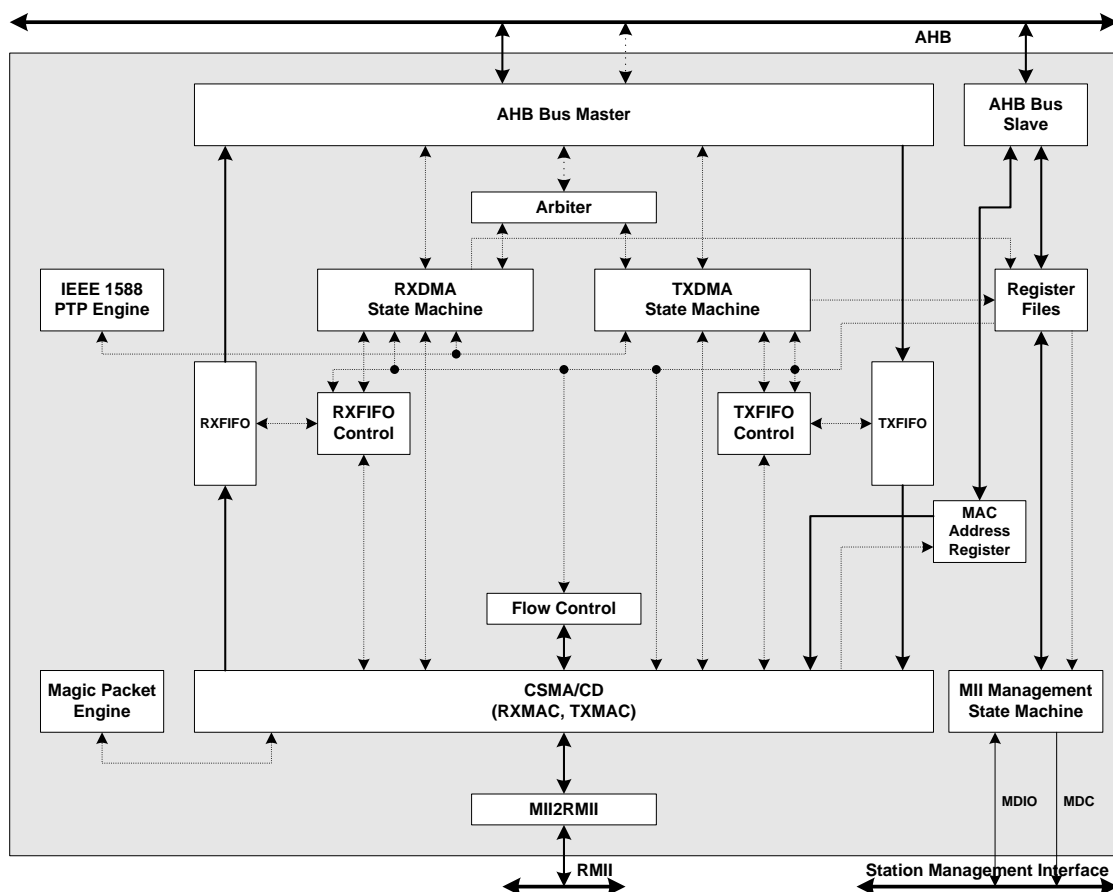 AHB
AHB Bus Master
AHB Bus
Slave
Arbiter
IEEE 1588
PTP Engine
RXDMA
State Machine
TXDMA
State Machine
Register
Files
RXFIFO
RXFIFO
Control
TXFIFO
Control
TXFIFO
MAC
Address
Register
Flow Control
Magic Packet
Engine
CSMA/CD
(RXMAC, TXMAC)
MII Management
State Machine
MII2RMII
MDIO
MDC
RMII
Station Management Interface